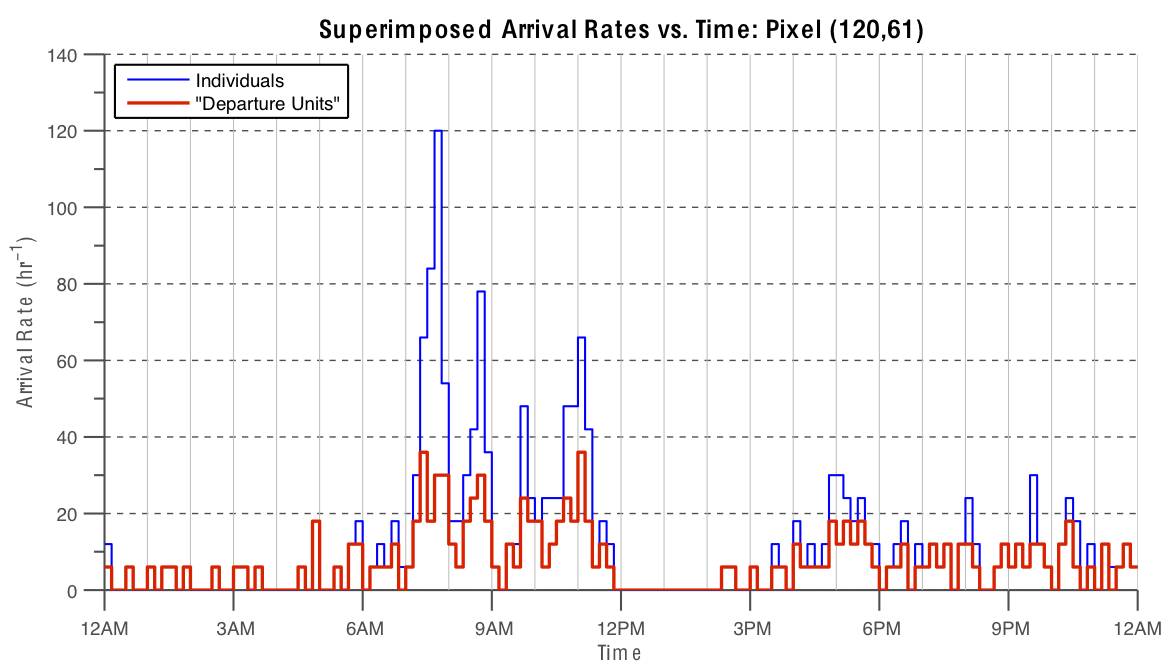 Superimposed Arrival Rates vs. Time: Pixel (120,61)
Individuals
"Departure Units"
140
120
100
80
60
40
20
0
Arrival Rate (hr⁻¹)
12AM 3AM 6AM 9AM 12PM 3PM 6PM 9PM 12AM
Time